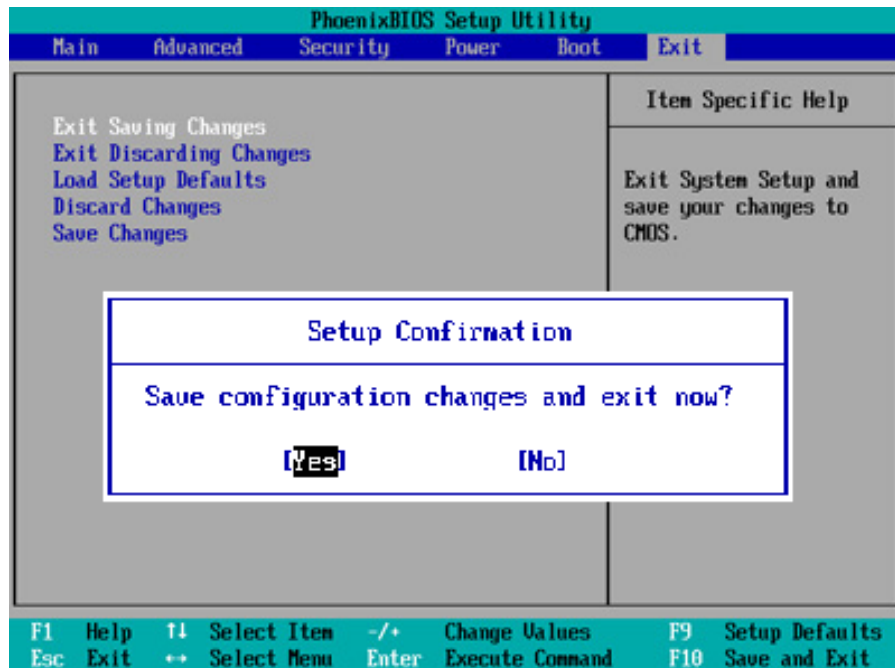 PhoenixBIOS Setup Utility
Main Advanced Security Power Boot Exit
Item Specific Help
Exit Saving Changes
Exit Discarding Changes
Load Setup Defaults
Discard Changes
Save Changes
Exit System Setup and
save your changes to
CMOS.
Setup Confirmation
Save configuration changes and exit now?
[Yes] [No]
F1 Help ↑↓ Select Item -/+ Change Values F9 Setup Defaults
Esc Exit ↔ Select Menu Enter Execute Command F10 Save and Exit